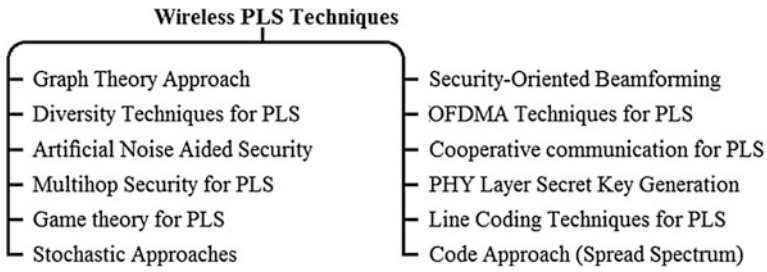 Wireless PLS Techniques
Graph Theory Approach
Diversity Techniques for PLS
Artificial Noise Aided Security
Multihop Security for PLS
Game theory for PLS
Stochastic Approaches
Security-Oriented Beamforming
OFDMA Techniques for PLS
Cooperative communication for PLS
PHY Layer Secret Key Generation
Line Coding Techniques for PLS
Code Approach (Spread Spectrum)